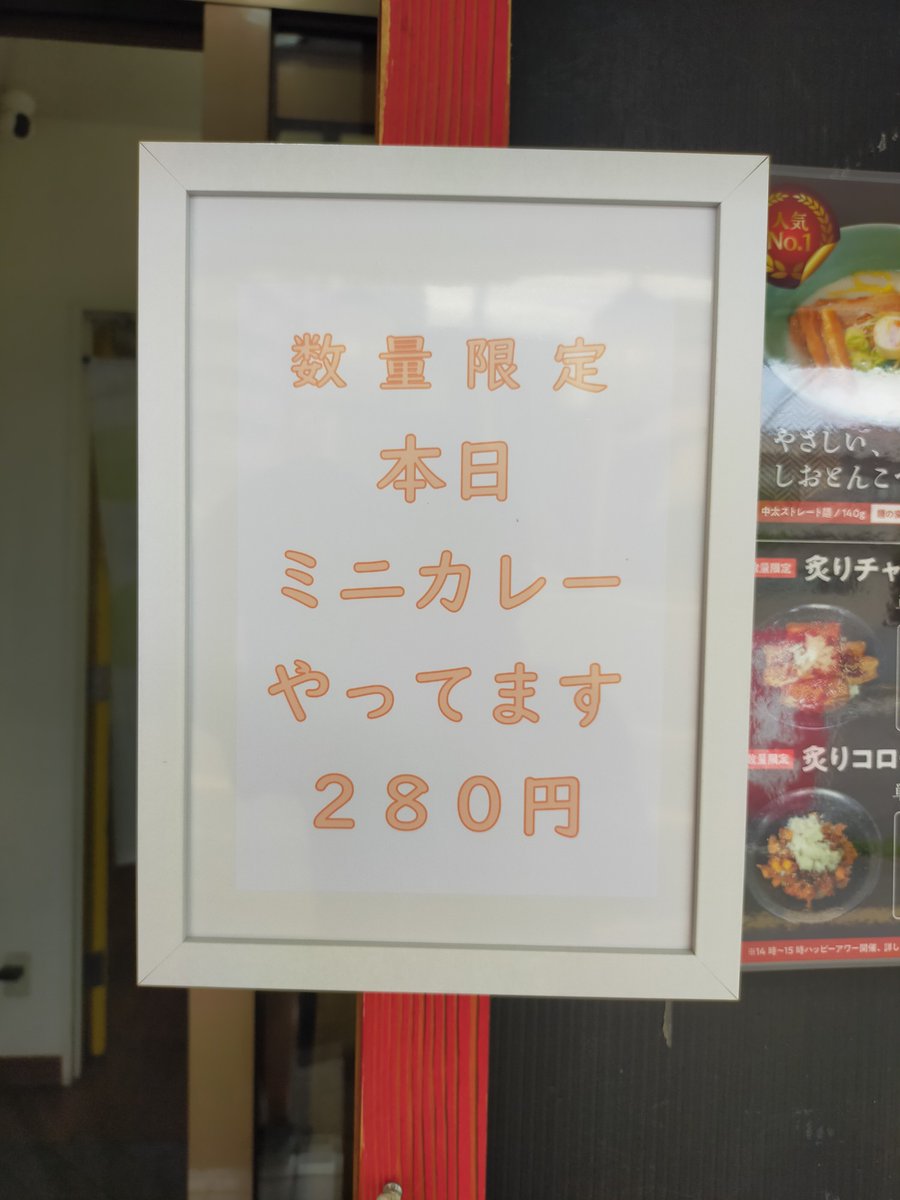 数量限定
本日
ミニカレー
やってます
２８０円
人気
No.1
やさしい、
しおとんこ
中太ストレート麺／140g
数量限定
炙りチャ
数量限定
炙りコロ
※14時～15時ハッピーアワー開催、詳し